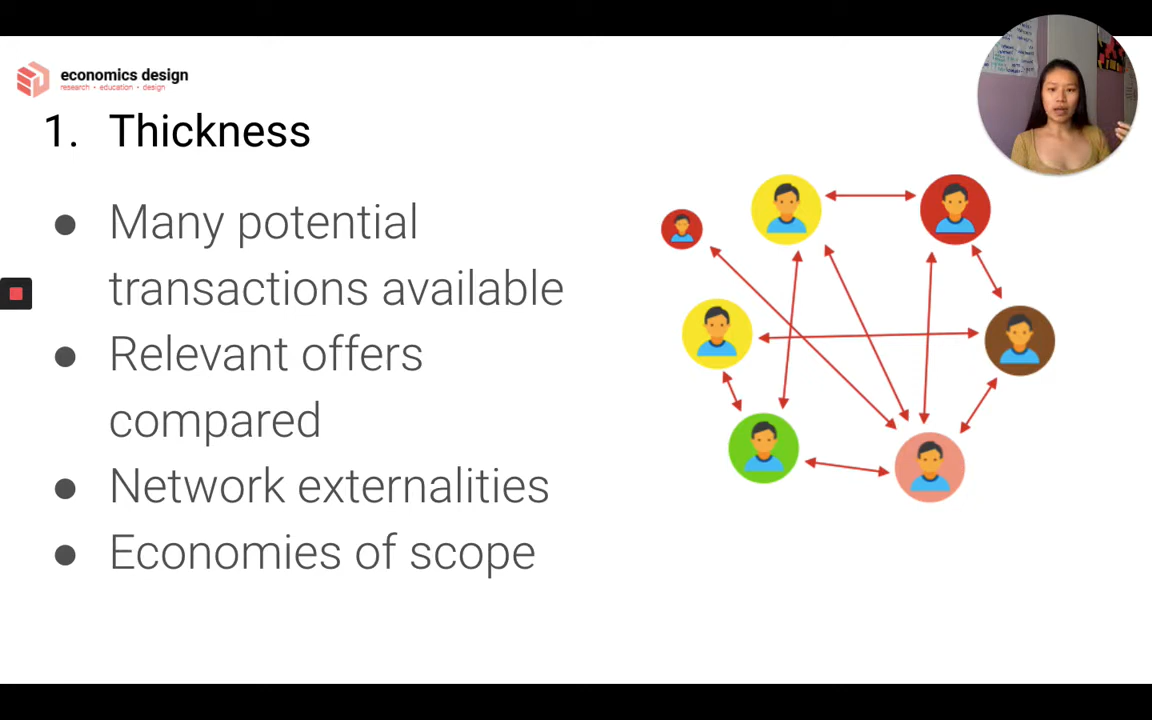 economics design
research • education • design
1. Thickness
● Many potential
transactions available
● Relevant offers
compared
● Network externalities
● Economies of scope